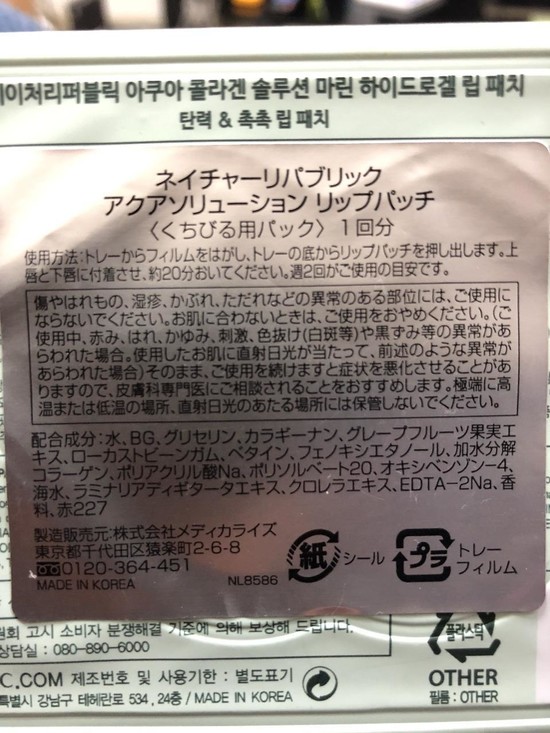 이처리퍼블릭 아쿠아 콜라겐 솔루션 마린 하이드로겔 립 패치
탄력 & 촉촉 립 패치
ネイチャーリパブリック
アクアソリューション リップパッチ
〈くちびる用パック〉1回分
使用方法:トレーからフィルムをはがし、トレーの底からリップパッチを押し出します。上
唇と下唇に付着させ、約20分おいてください。週2回がご使用の目安です。
傷やはれもの、湿疹、かぶれ、ただれなどの異常のある部位には、ご使用に
ならないでください。お肌に合わないときは、ご使用をおやめください。(ご
使用中、赤み、はれ、かゆみ、刺激、色抜け(白斑等)や黒ずみ等の異常があ
らわれた場合。使用したお肌に直射日光が当たって、前述のような異常が
あらわれた場合)そのまま、ご使用を続けますと症状を悪化させることがあ
りますので、皮膚科専門医にご相談されることをおすすめします。極端に高
温または低温の場所、直射日光のあたる場所には保管しないでください。
配合成分:水、BG、グリセリン、カラギーナン、グレープフルーツ果実エ
キス、ローカストビーンガム、ベタイン、フェノキシエタノール、加水分解
コラーゲン、ポリアクリル酸Na、ポリソルベート20、オキシベンゾン-4、
海水、ラミナリアディギタータエキス、クロレラエキス、EDTA-2Na、香
料、赤227
製造販売元:株式会社メディカライズ
東京都千代田区猿楽町2-6-8
0120-364-451
MADE IN KOREA
NL8586
紙 シール
プラ トレー
フィルム
원회 고시 소비자 분쟁해결 기준에 의해 보상해 드립니다.
상담실 : 080-890-6000
C.COM 제조번호 및 사용기한 : 별도표기
특별시 강남구 테헤란로 534, 24층 / MADE IN KOREA
플라스틱
OTHER
필름 : OTHER